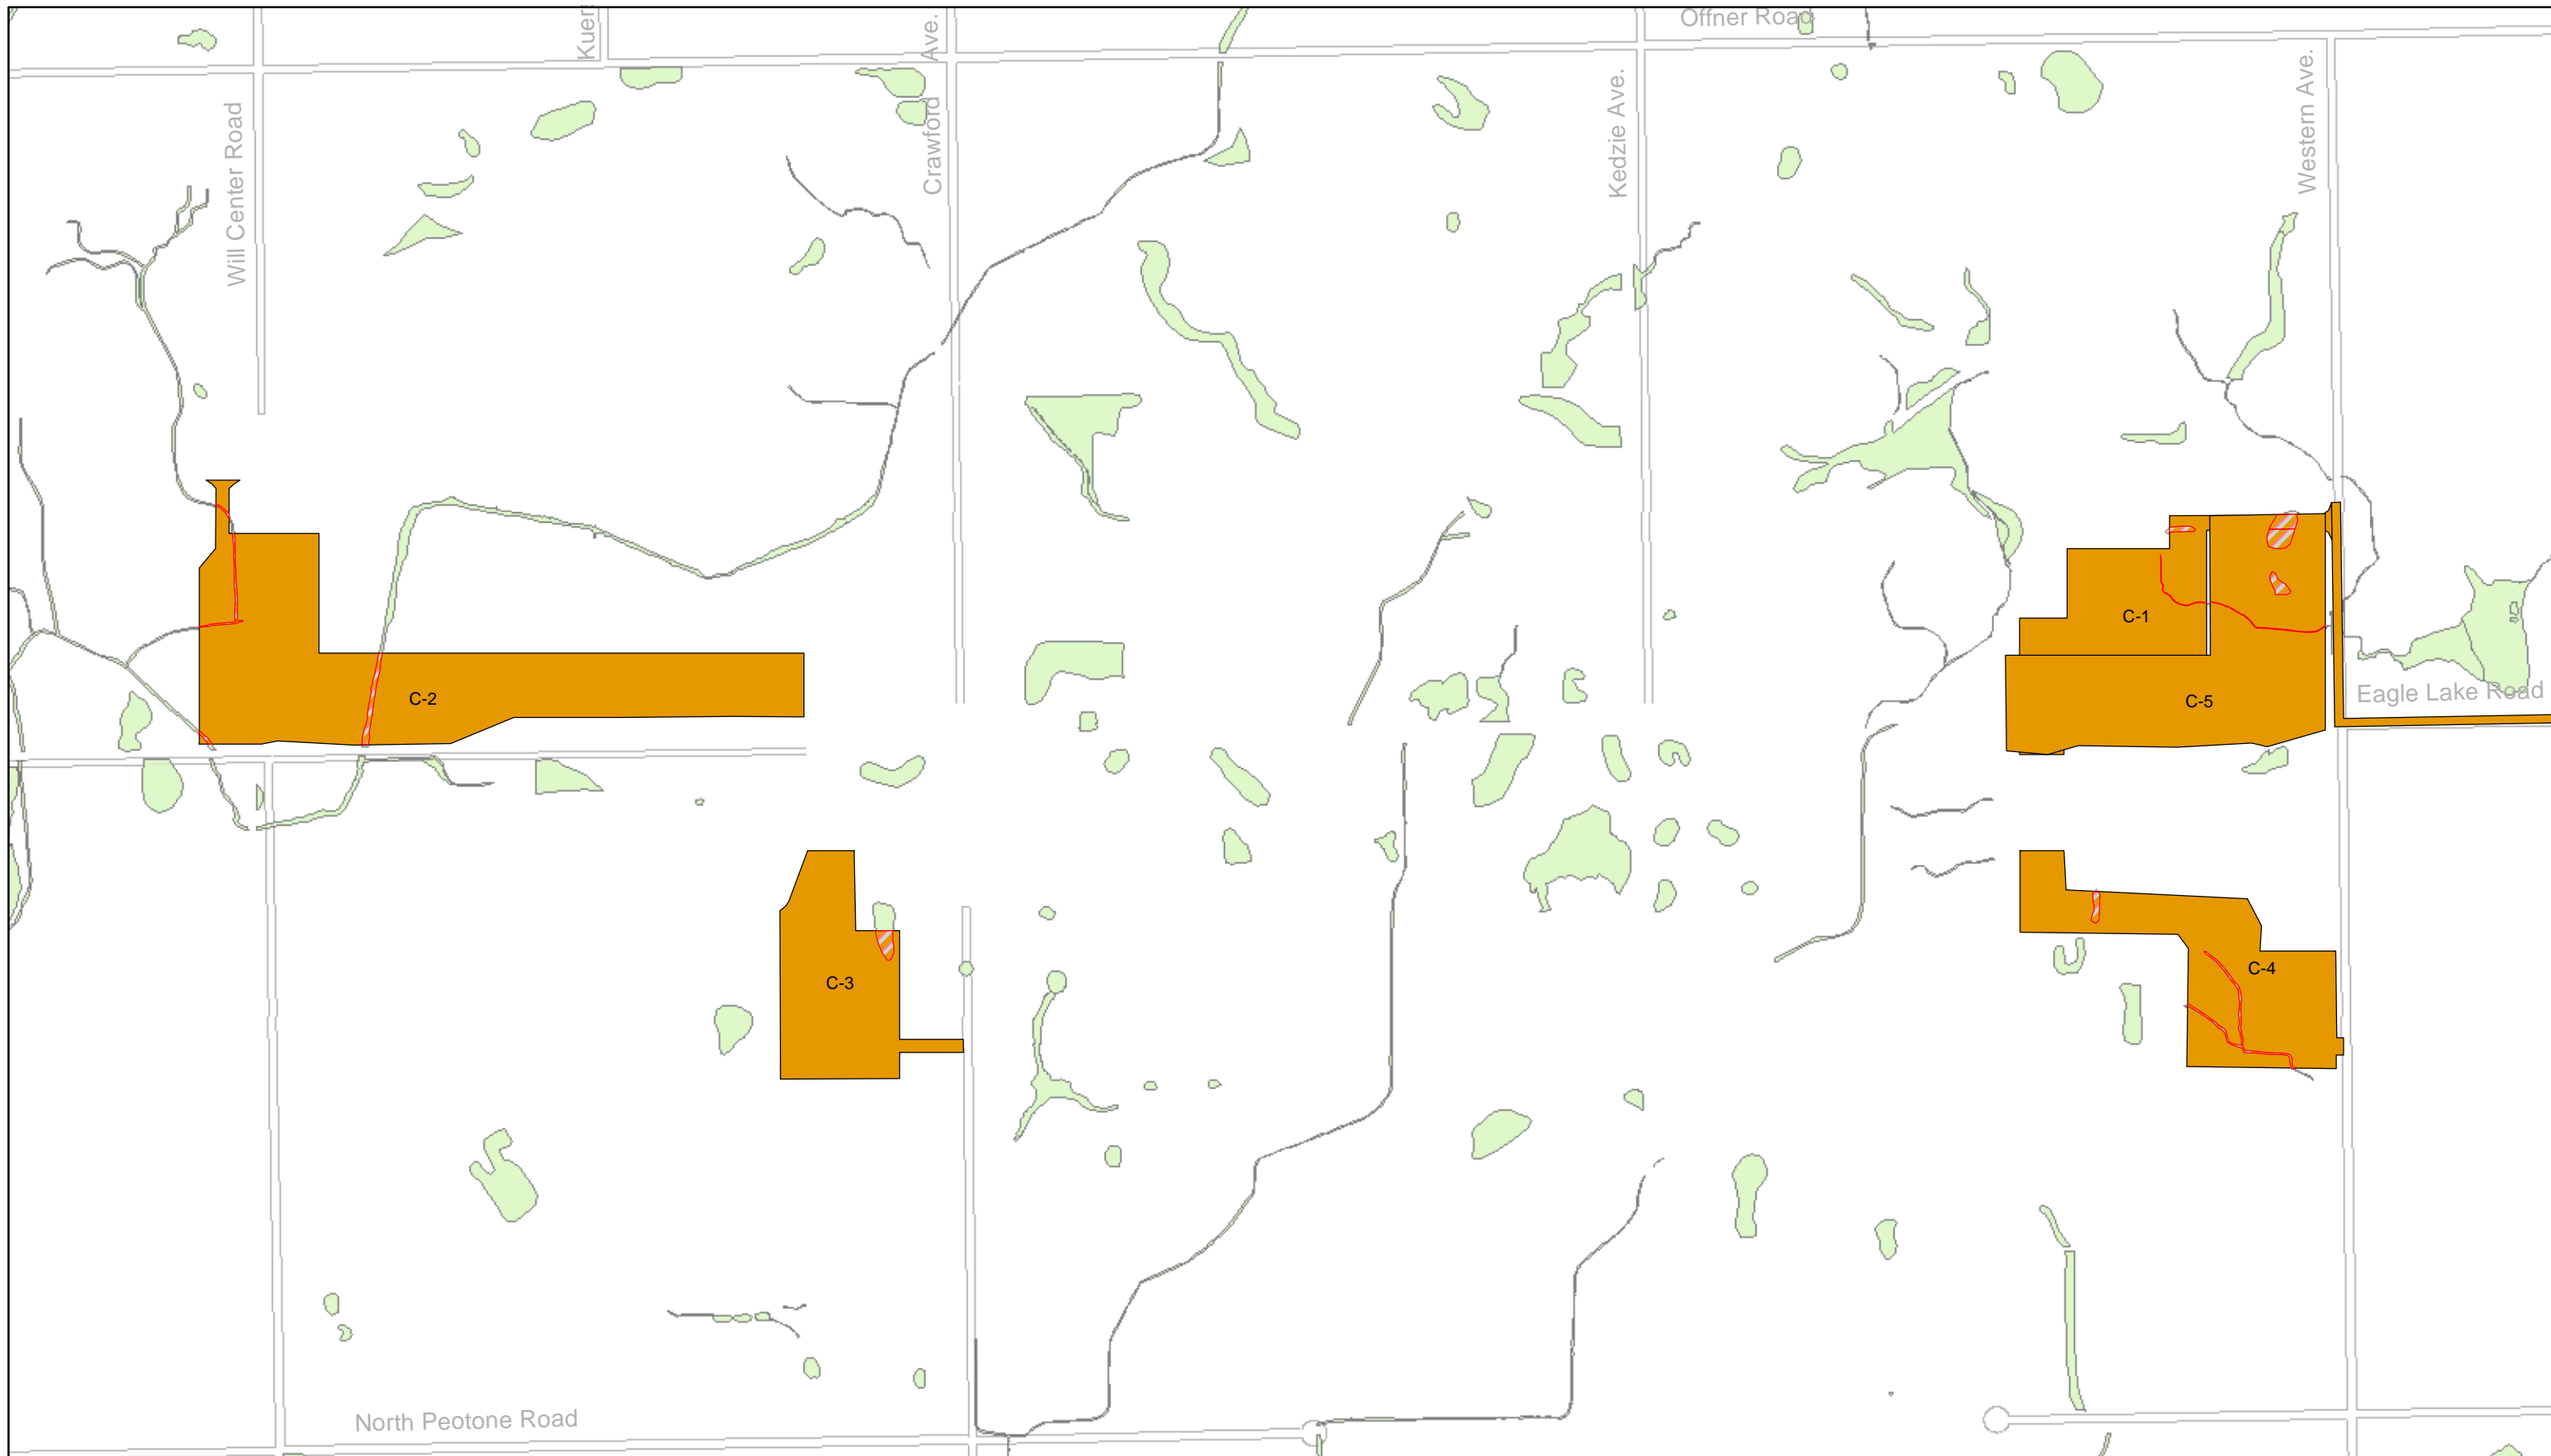 Offner Road
Kuer
Crawford Ave.
Kedzie Ave.
Western Ave.
Will Center Road
C-1
C-2
Eagle Lake Road
C-5
C-4
C-3
North Peotone Road